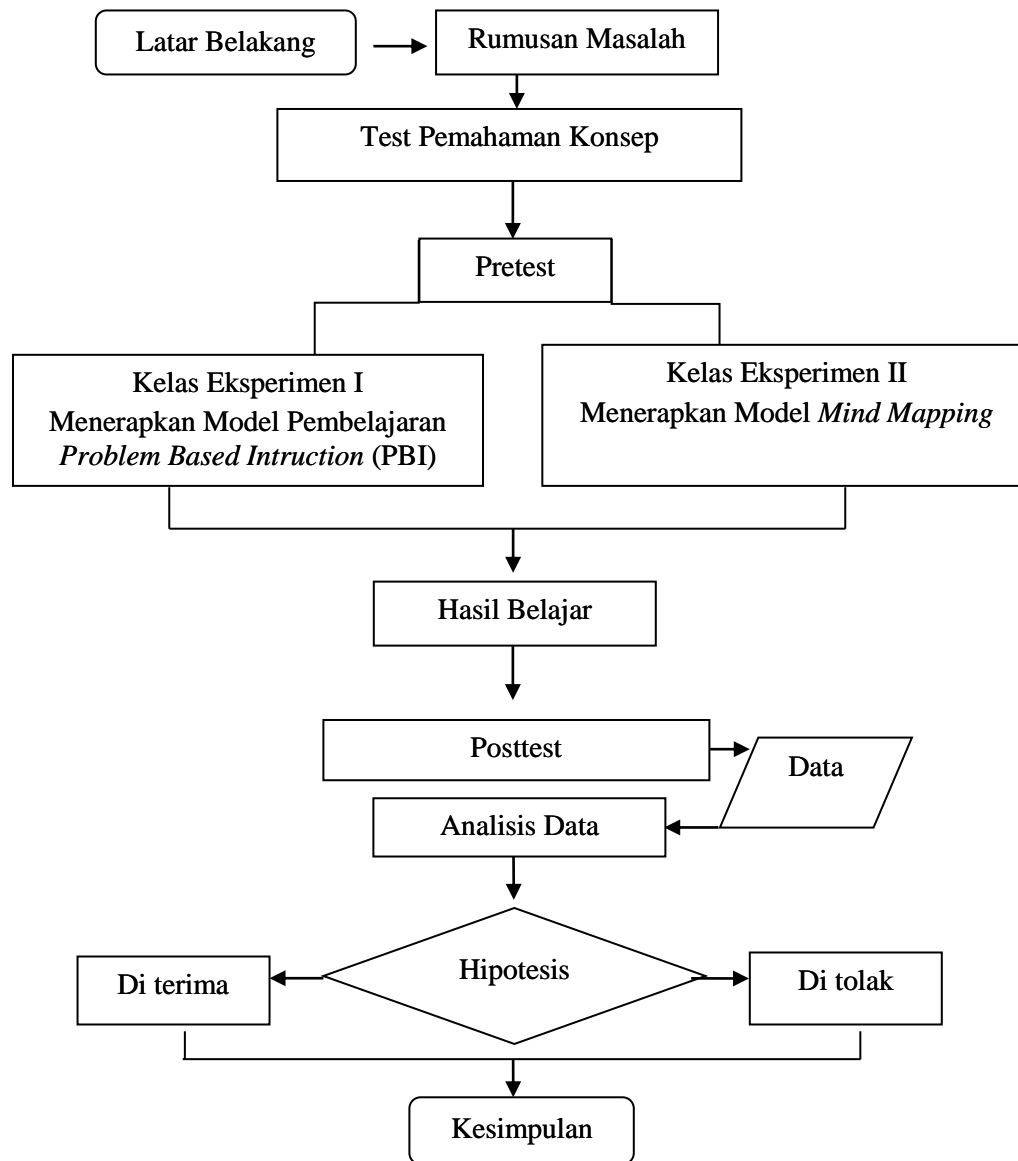 Latar Belakang
Rumusan Masalah
Test Pemahaman Konsep
Pretest
Kelas Eksperimen I
Menerapkan Model Pembelajaran
Problem Based Intruction (PBI)
Kelas Eksperimen II
Menerapkan Model Mind Mapping
Hasil Belajar
Posttest
Data
Analisis Data
Hipotesis
Di terima
Di tolak
Kesimpulan